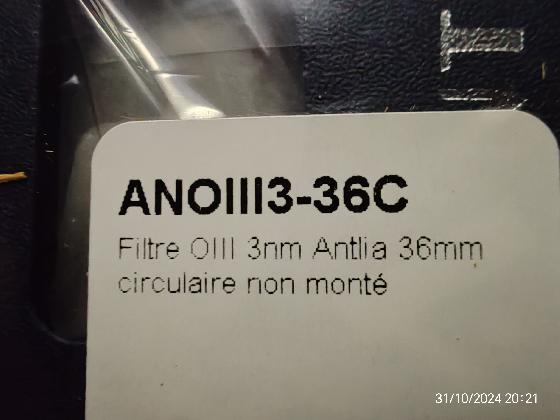 ANOIII3-36C
Filtre OIII 3nm Antlia 36mm
circulaire non monté
31/10/2024 20:21